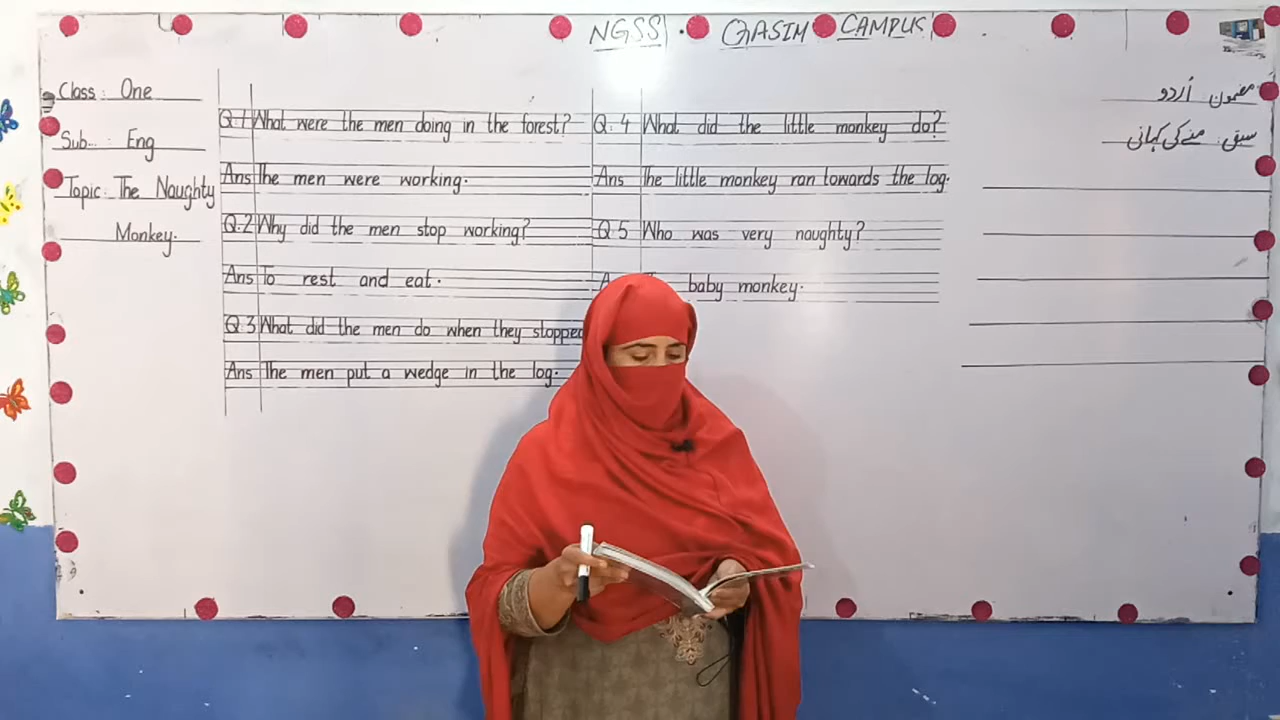 NGSS. QASIM CAMPUS
Class: One
Sub... Eng
Topic: The Naughty
Monkey.
Q.1 What were the men doing in the forest?
Ans The men were working.
Q.2 Why did the men stop working?
Ans To rest and eat.
Q.3 What did the men do when they stopped
Ans The men put a wedge in the log.
Q.4 What did the little monkey do?
Ans The little monkey ran towards the log.
Q.5 Who was very naughty?
baby monkey.
مضمون اُردو
سبق: منے کی کہانی